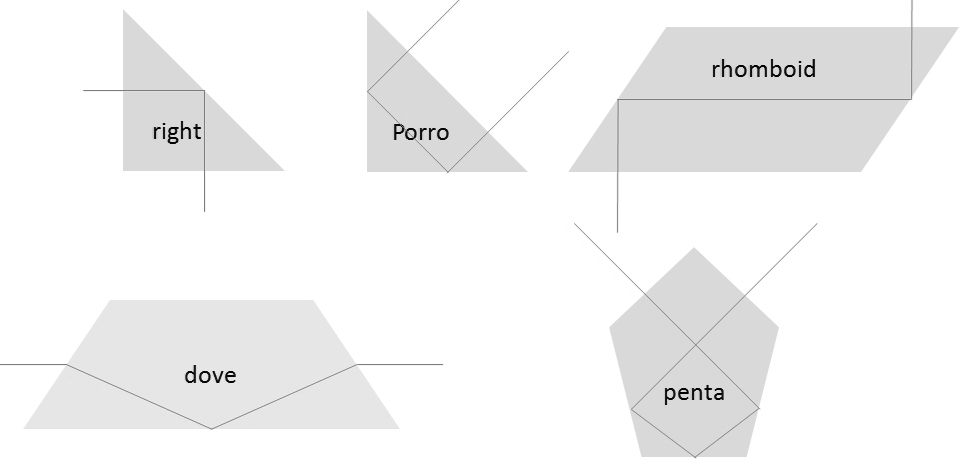 right
Porro
rhomboid
dove
penta